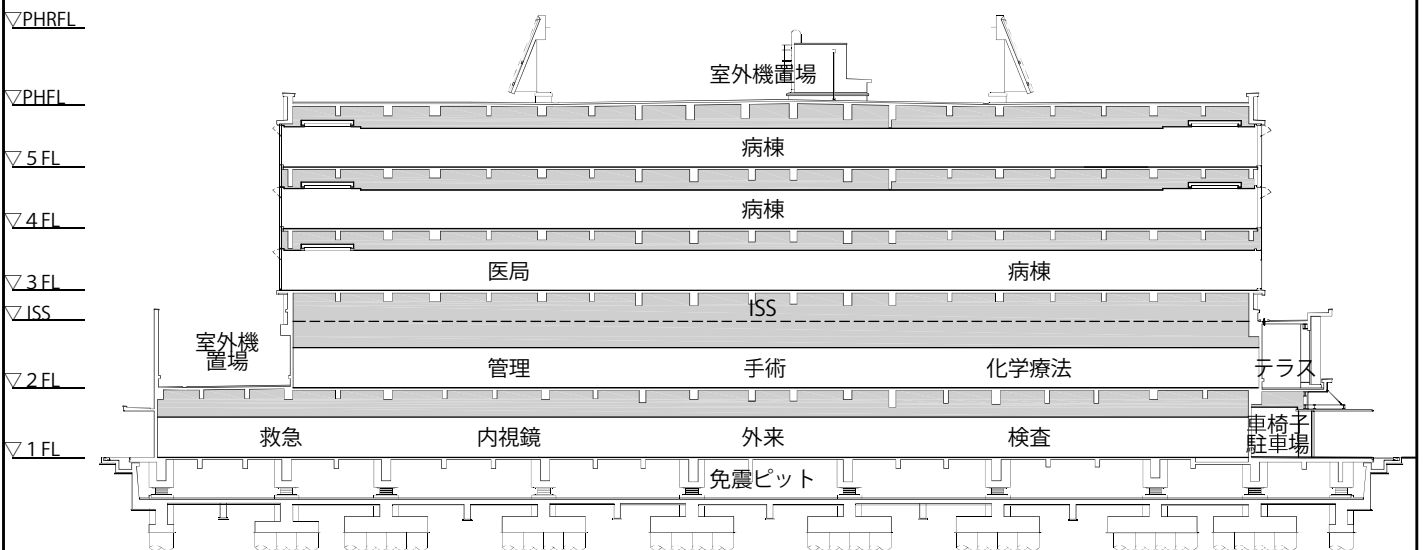 ▽PHRFL
室外機置場
▽PHFL
病棟
▽5 FL
病棟
▽4 FL
医局
病棟
▽3 FL
ISS
▽ISS
室外機
置場
管理
手術
化学療法
テラス
▽2 FL
救急
内視鏡
外来
検査
車椅子
駐車場
▽1 FL
免震ピット